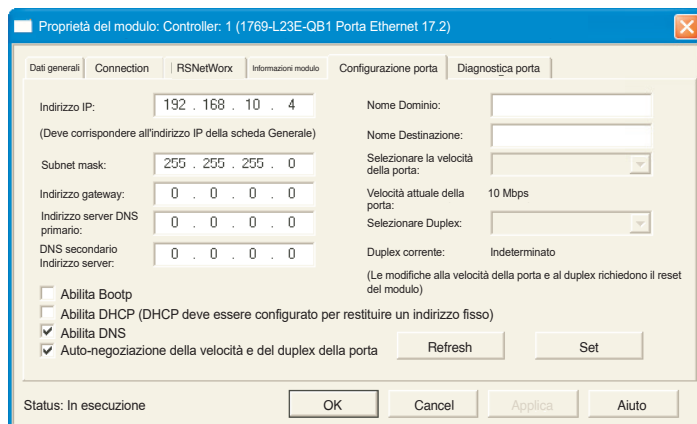 Proprietà del modulo: Controller: 1 (1769-L23E-QB1 Porta Ethernet 17.2)
Dati generali Connection RSNetWorx Informazioni modulo Configurazione porta Diagnostica porta
Indirizzo IP: 192 . 168 . 10 . 4
(Deve corrispondere all'indirizzo IP della scheda Generale)
Subnet mask: 255 . 255 . 255 . 0
Indirizzo gateway: 0 . 0 . 0 . 0
Indirizzo server DNS
primario: 0 . 0 . 0 . 0
DNS secondario
Indirizzo server: 0 . 0 . 0 . 0
Nome Dominio:
Nome Destinazione:
Selezionare la velocità
della porta:
Velocità attuale della
porta: 10 Mbps
Selezionare Duplex:
Duplex corrente: Indeterminato
(Le modifiche alla velocità della porta e al duplex richiedono il reset
del modulo)
Abilita Bootp
Abilita DHCP (DHCP deve essere configurato per restituire un indirizzo fisso)
Abilita DNS
Auto-negoziazione della velocità e del duplex della porta
Refresh Set
Status: In esecuzione OK Cancel Applica Aiuto